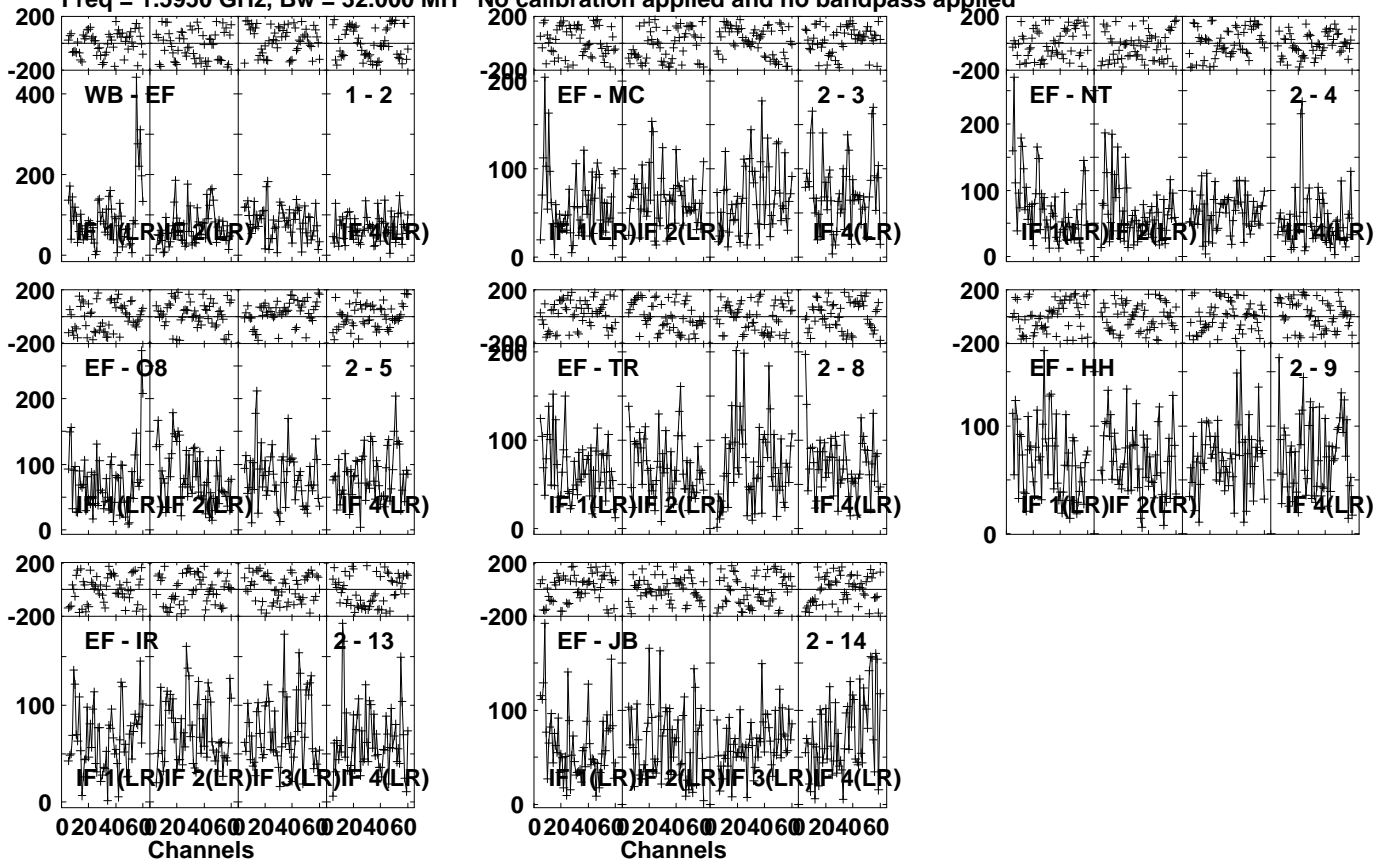 Freq = 1.5950 GHz, Bw = 32.000 MH No calibration applied and no bandpass applied
200 200 200
-200 -200 -200
WB - EF 1 - 2 EF - MC 2 - 3 EF - NT 2 - 4
400 200
200 200
100 100
IF 1(LR) IF 2(LR) IF 4(LR) IF 1(LR) IF 2(LR) IF 4(LR) IF 1(LR) IF 2(LR) IF 4(LR)
0 0 0
200 200 200
-200 -200 -200
EF - O8 2 - 5 EF - TR 2 - 8 EF - HH 2 - 9
200 200
100 100 100
IF 1(LR) IF 2(LR) IF 4(LR) IF 1(LR) IF 2(LR) IF 4(LR) IF 1(LR) IF 2(LR) IF 4(LR)
0 0 0
200 200
-200 -200
EF - IR 2 - 13 EF - JB 2 - 14
100 100
IF 1(LR) IF 2(LR) IF 3(LR) IF 4(LR) IF 1(LR) IF 2(LR) IF 3(LR) IF 4(LR)
0 0
0 20 40 60 0 20 40 60 0 20 40 60 0 20 40 60 0 20 40 60 0 20 40 60 0 20 40 60 0 20 40 60
Channels Channels